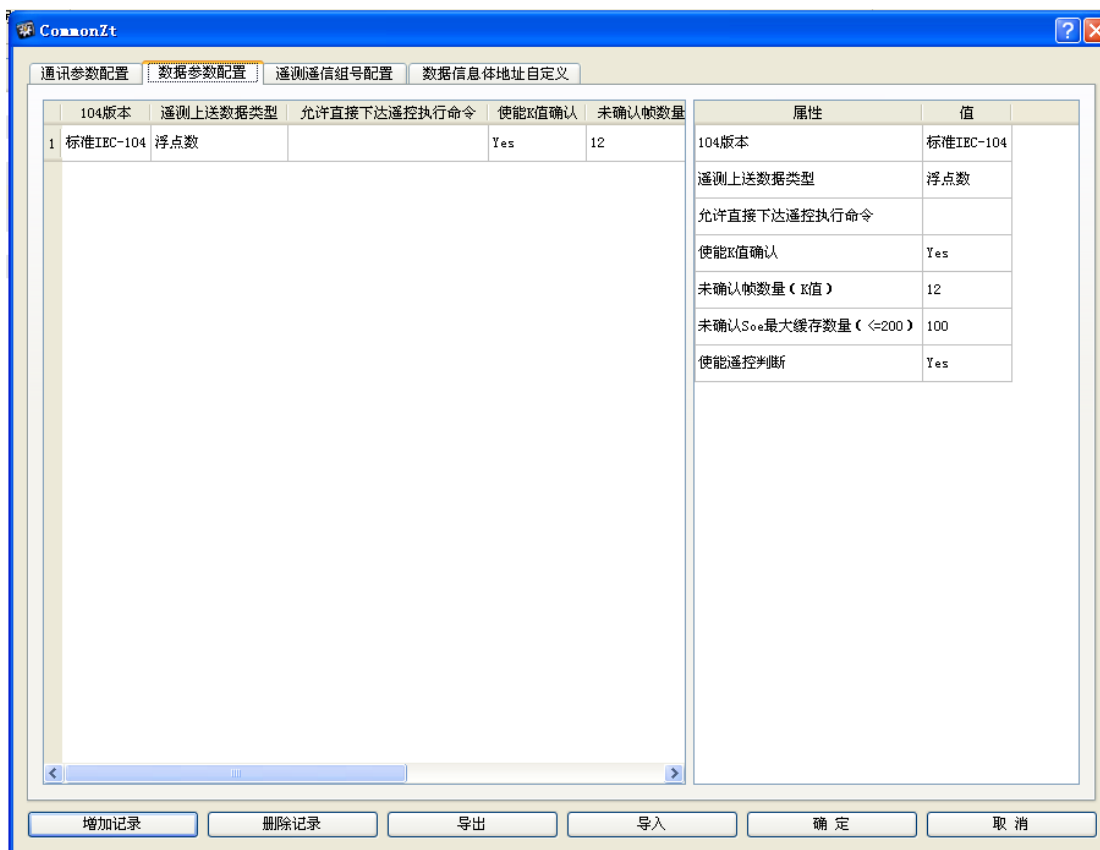 CommonZt
通讯参数配置 数据参数配置 遥测遥信组号配置 数据信息体地址自定义
104版本 遥测上送数据类型 允许直接下达遥控执行命令 使能K值确认 未确认帧数量
1 标准IEC-104 浮点数 Yes 12
属性 值
104版本 标准IEC-104
遥测上送数据类型 浮点数
允许直接下达遥控执行命令
使能K值确认 Yes
未确认帧数量（K值） 12
未确认Soe最大缓存数量（<=200） 100
使能遥控判断 Yes
增加记录 删除记录 导出 导入 确 定 取 消